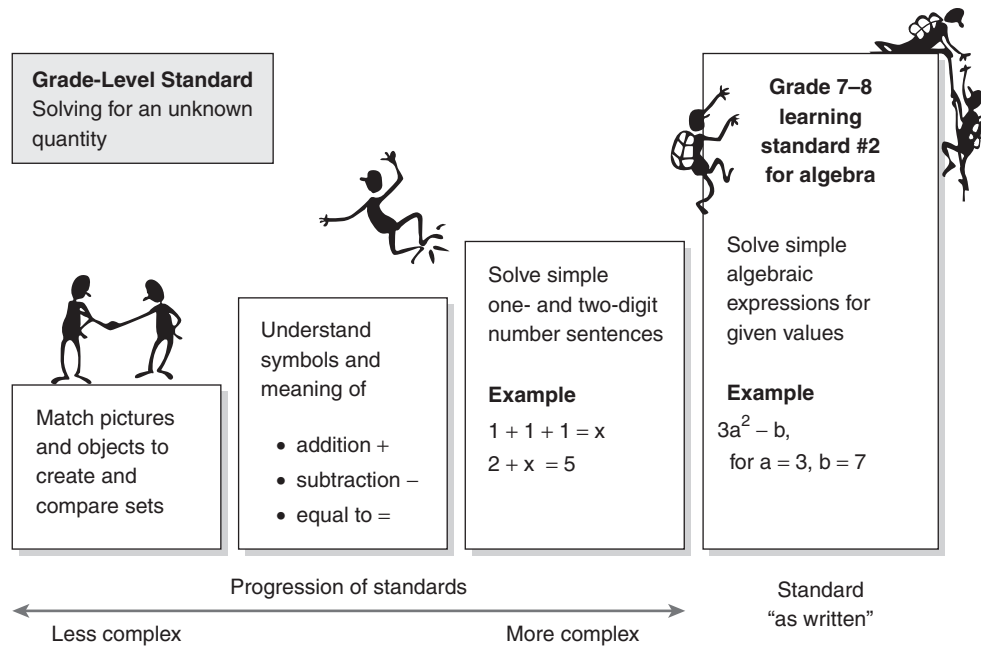 Grade-Level Standard
Solving for an unknown
quantity
Match pictures
and objects to
create and
compare sets
Understand
symbols and
meaning of
• addition +
• subtraction –
• equal to =
Solve simple
one- and two-digit
number sentences
Example
1 + 1 + 1 = x
2 + x = 5
Grade 7–8
learning
standard #2
for algebra
Solve simple
algebraic
expressions for
given values
Example
3a² – b,
for a = 3, b = 7
Progression of standards
Less complex
More complex
Standard
“as written”